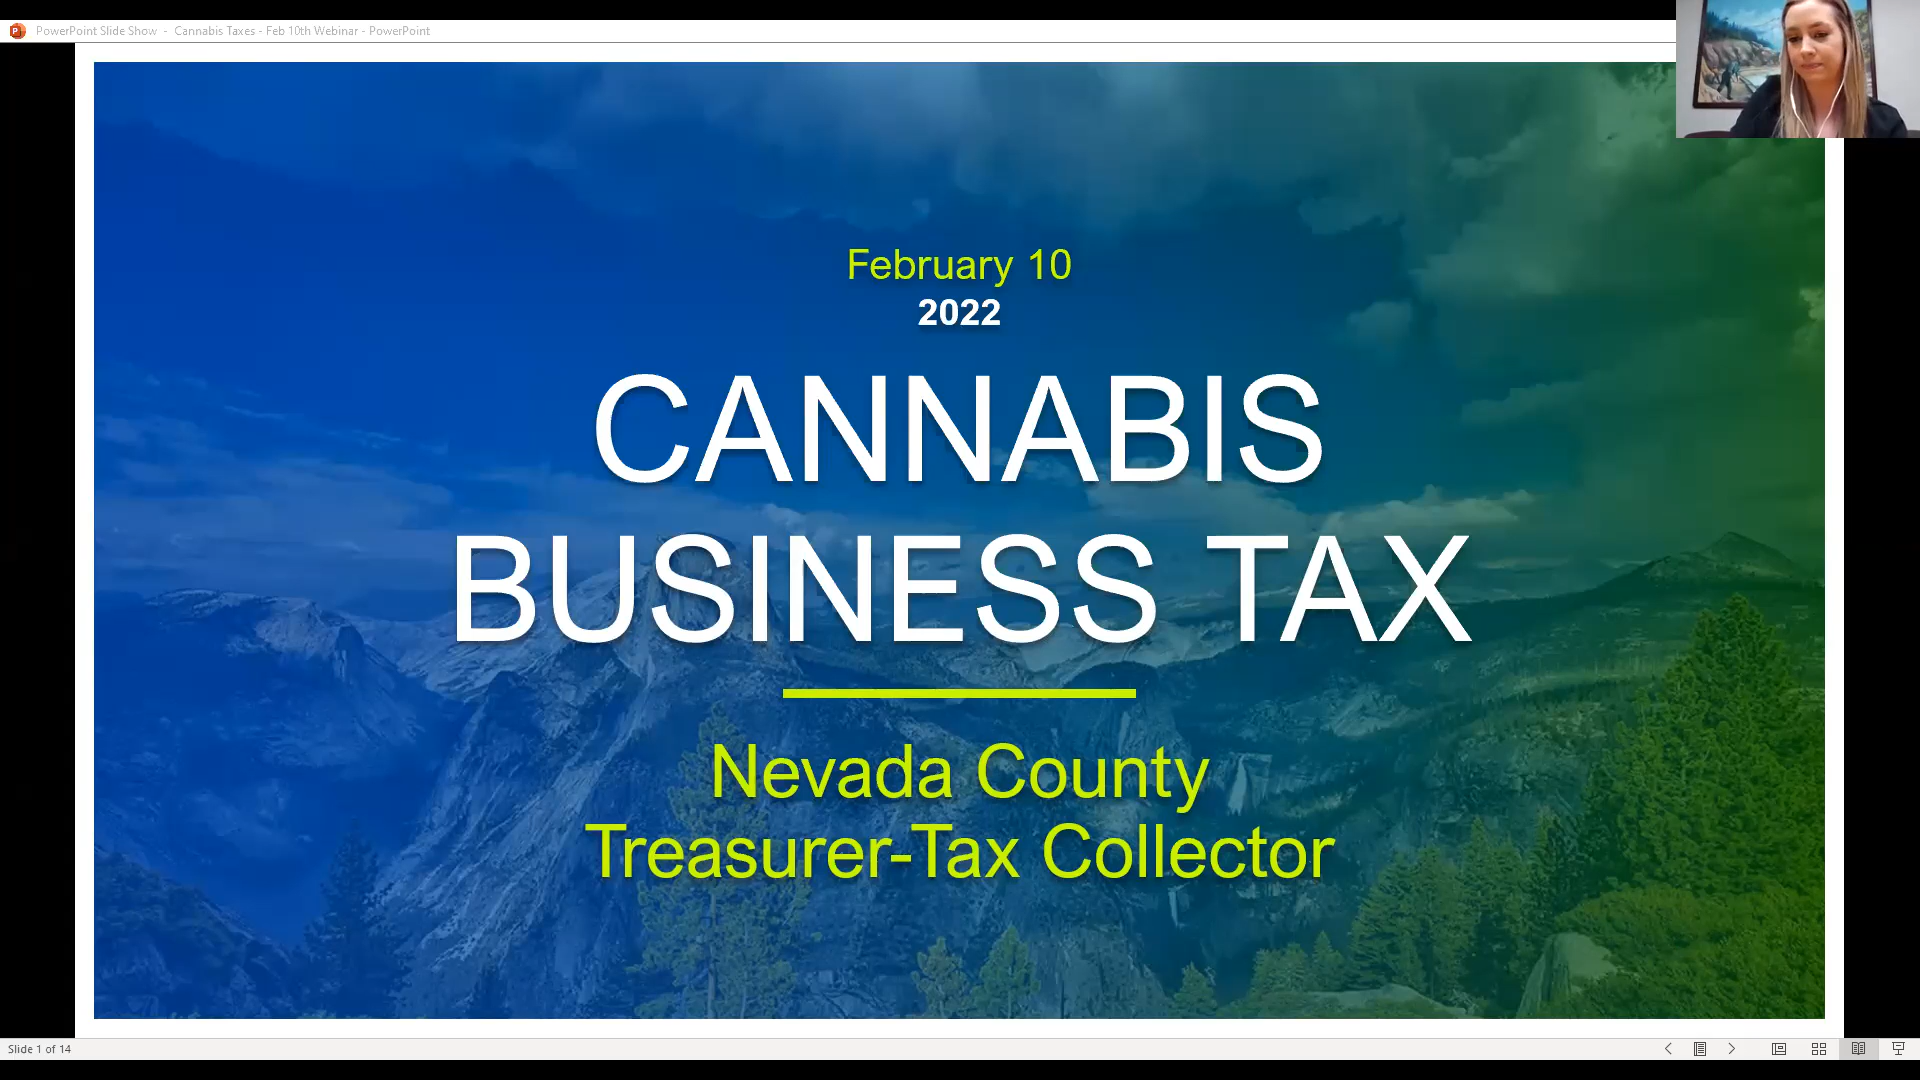 PowerPoint Slide Show - Cannabis Taxes - Feb 10th Webinar - PowerPoint
February 10
2022
CANNABIS
BUSINESS TAX
Nevada County
Treasurer-Tax Collector
Slide 1 of 14